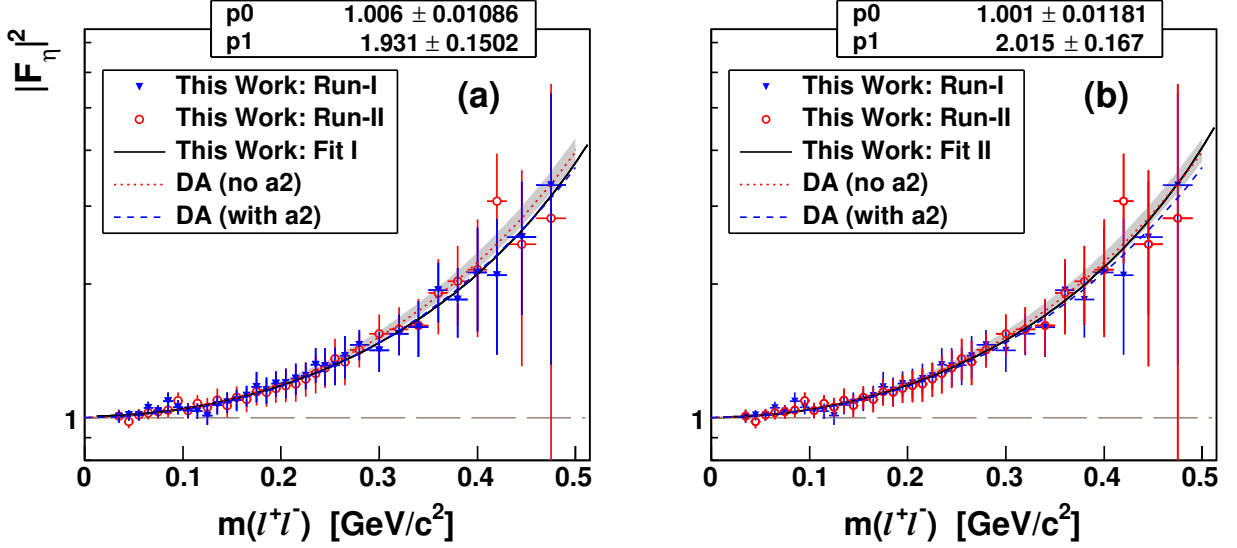 p0 1.006 ± 0.01086
p1 1.931 ± 0.1502
|F_η|²
This Work: Run-I
This Work: Run-II
This Work: Fit I
DA (no a2)
DA (with a2)
(a)
1
0 0.1 0.2 0.3 0.4 0.5
m(l⁺l⁻) [GeV/c²]
p0 1.001 ± 0.01181
p1 2.015 ± 0.167
This Work: Run-I
This Work: Run-II
This Work: Fit II
DA (no a2)
DA (with a2)
(b)
1
0 0.1 0.2 0.3 0.4 0.5
m(l⁺l⁻) [GeV/c²]